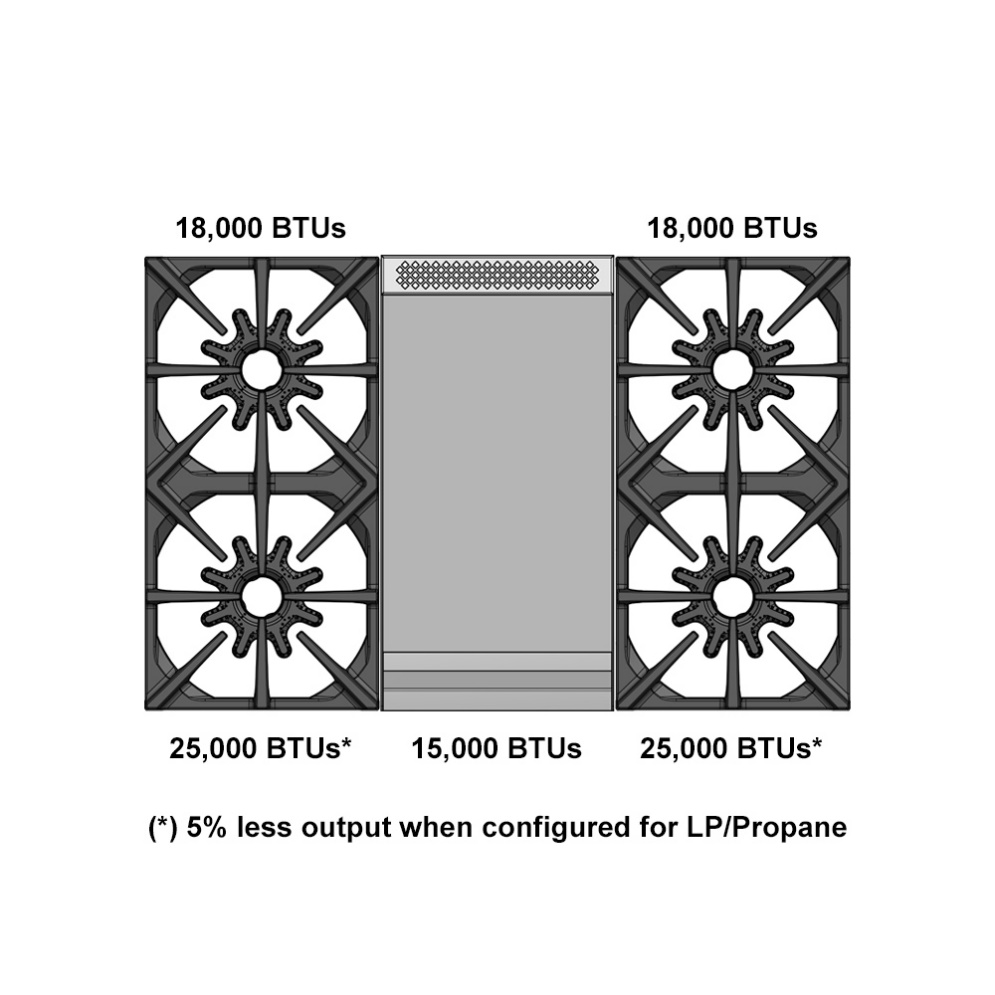 18,000 BTUs 18,000 BTUs
25,000 BTUs* 15,000 BTUs 25,000 BTUs*
(*) 5% less output when configured for LP/Propane